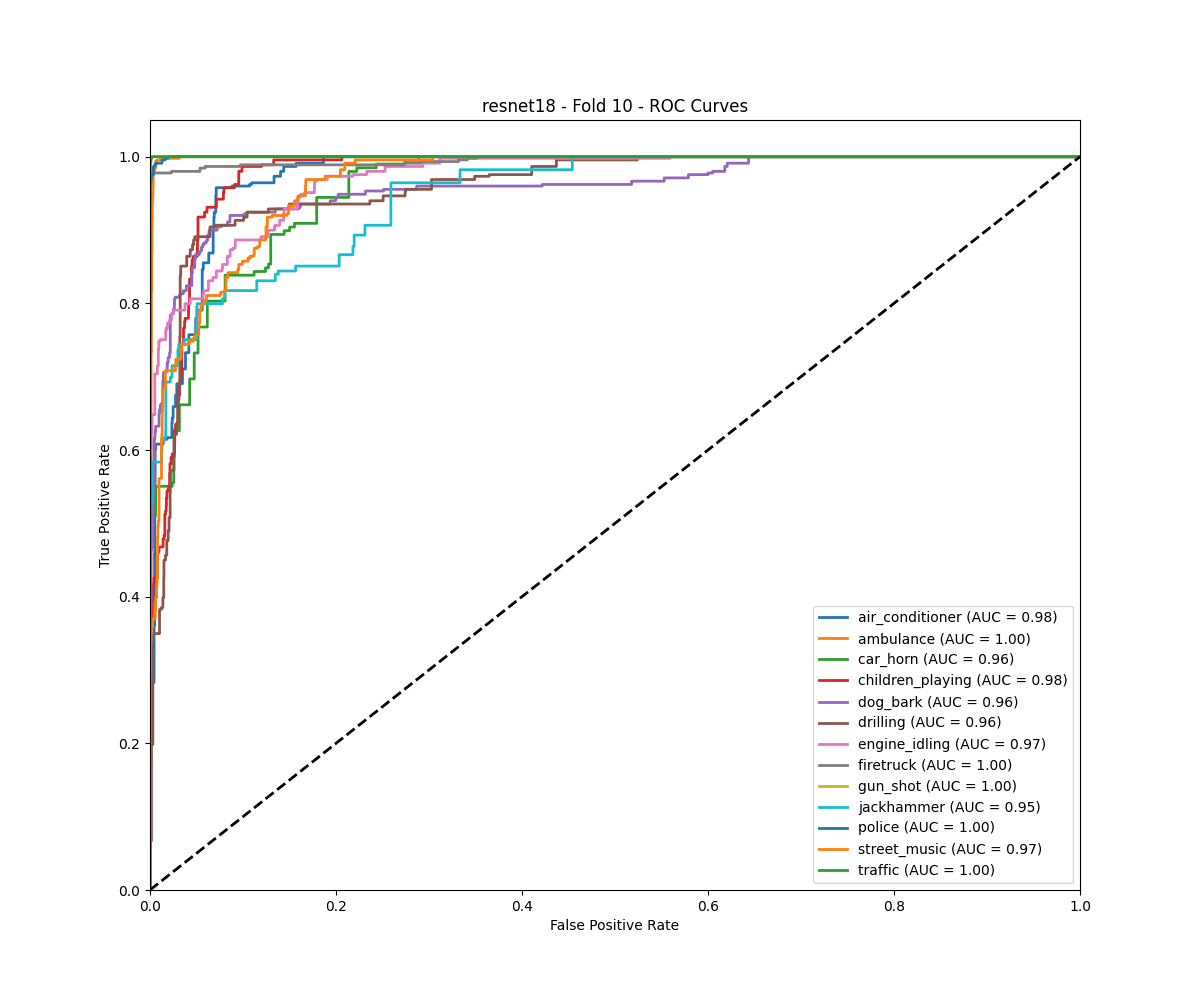 resnet18 - Fold 10 - ROC Curves
1.0
0.8
0.6
0.4
0.2
0.0
True Positive Rate
0.0 0.2 0.4 0.6 0.8 1.0
False Positive Rate
air_conditioner (AUC = 0.98)
ambulance (AUC = 1.00)
car_horn (AUC = 0.96)
children_playing (AUC = 0.98)
dog_bark (AUC = 0.96)
drilling (AUC = 0.96)
engine_idling (AUC = 0.97)
firetruck (AUC = 1.00)
gun_shot (AUC = 1.00)
jackhammer (AUC = 0.95)
police (AUC = 1.00)
street_music (AUC = 0.97)
traffic (AUC = 1.00)